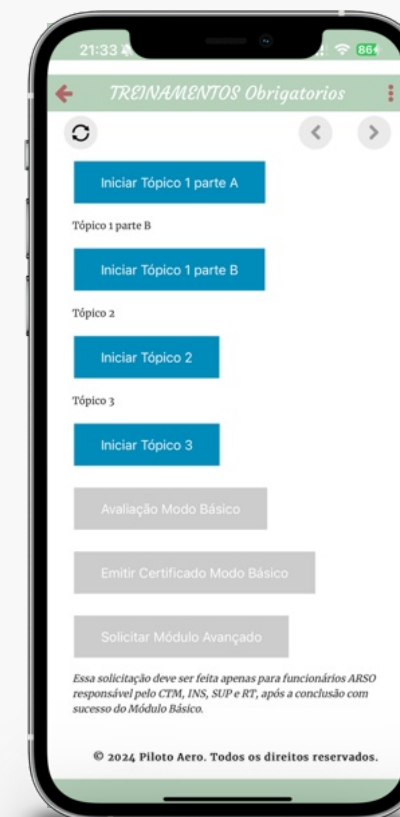 21:33
86
TREINAMENTOS Obrigatorios
Iniciar Tópico 1 parte A
Tópico 1 parte B
Iniciar Tópico 1 parte B
Tópico 2
Iniciar Tópico 2
Tópico 3
Iniciar Tópico 3
Avaliação Modo Básico
Emitir Certificado Modo Básico
Solicitar Módulo Avançado
Essa solicitação deve ser feita apenas para funcionários ARSO
responsável pelo CTM, INS, SUP e RT, após a conclusão com
sucesso do Módulo Básico.
© 2024 Piloto Aero. Todos os direitos reservados.